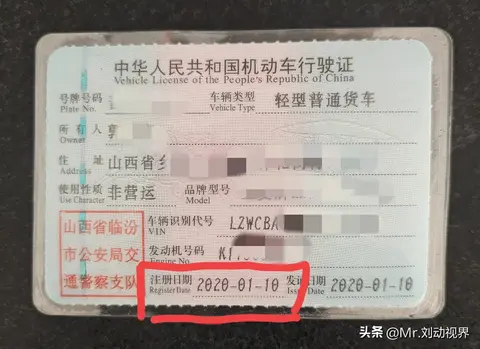 中华人民共和国机动车行驶证
Vehicle License of the People's Republic of China
号牌号码 车辆类型 轻型普通货车
Plate No. Vehicle Type
所有人 郭
Owner
住址 山西省乡
Address
使用性质 非营运 品牌型号
Use Character
山西省临汾 车辆识别代号 LZWCBA
VIN
市公安局交 发动机号码
Engine No.
通警察支队 注册日期 2020-01-10 发证日期 2020-01-10
Register Date Issue Date
头条 @Mr.刘动视界